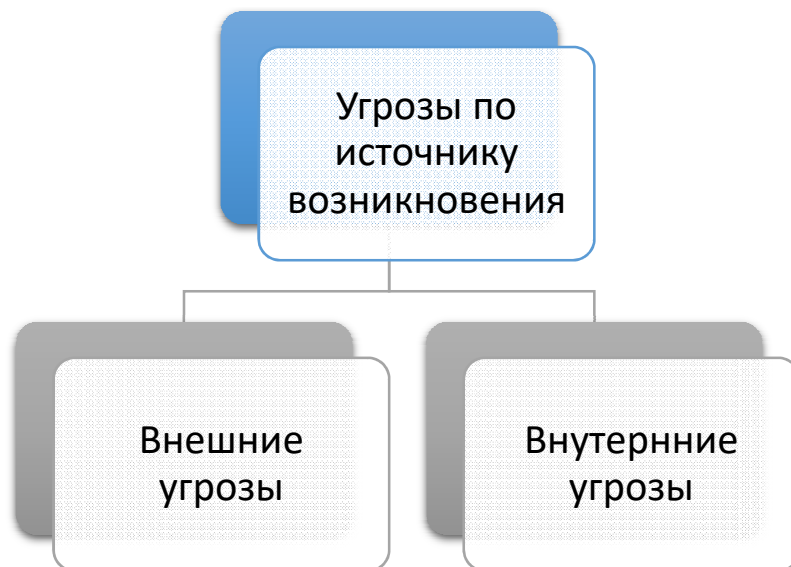 Угрозы по
источнику
возникновения
Внешние
угрозы
Внутернние
угрозы